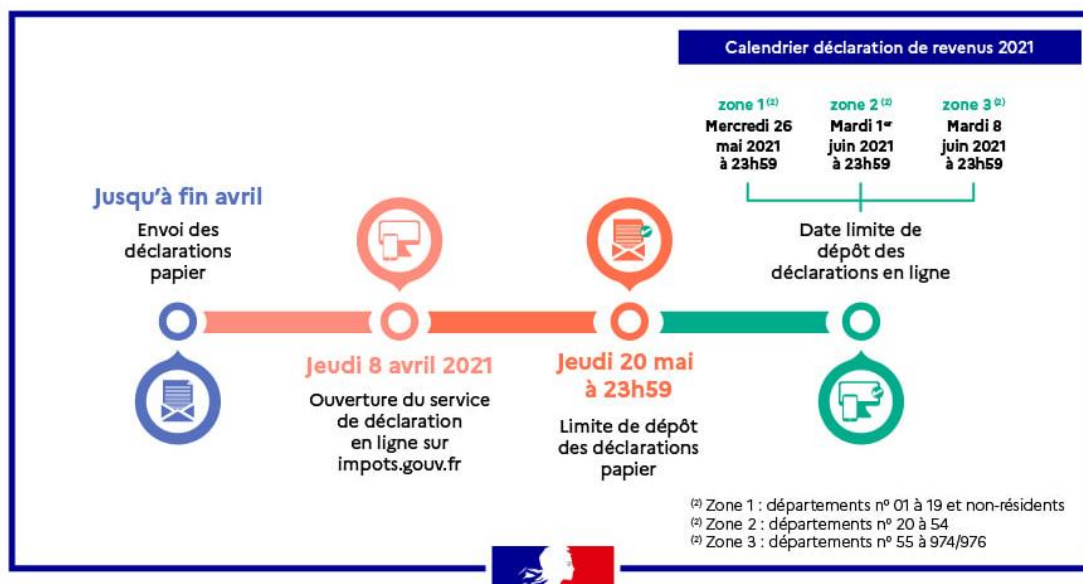 Calendrier déclaration de revenus 2021
zone 1 (2)
Mercredi 26
mai 2021
à 23h59
zone 2 (2)
Mardi 1er
juin 2021
à 23h59
zone 3 (2)
Mardi 8
juin 2021
à 23h59
Jusqu'à fin avril
Envoi des
déclarations
papier
Date limite de
dépôt des
déclarations en ligne
Jeudi 8 avril 2021
Ouverture du service
de déclaration
en ligne sur
impots.gouv.fr
Jeudi 20 mai
à 23h59
Limite de dépôt
des déclarations
papier
(2) Zone 1 : départements nº 01 à 19 et non-résidents
(2) Zone 2 : départements nº 20 à 54
(2) Zone 3 : départements nº 55 à 974/976